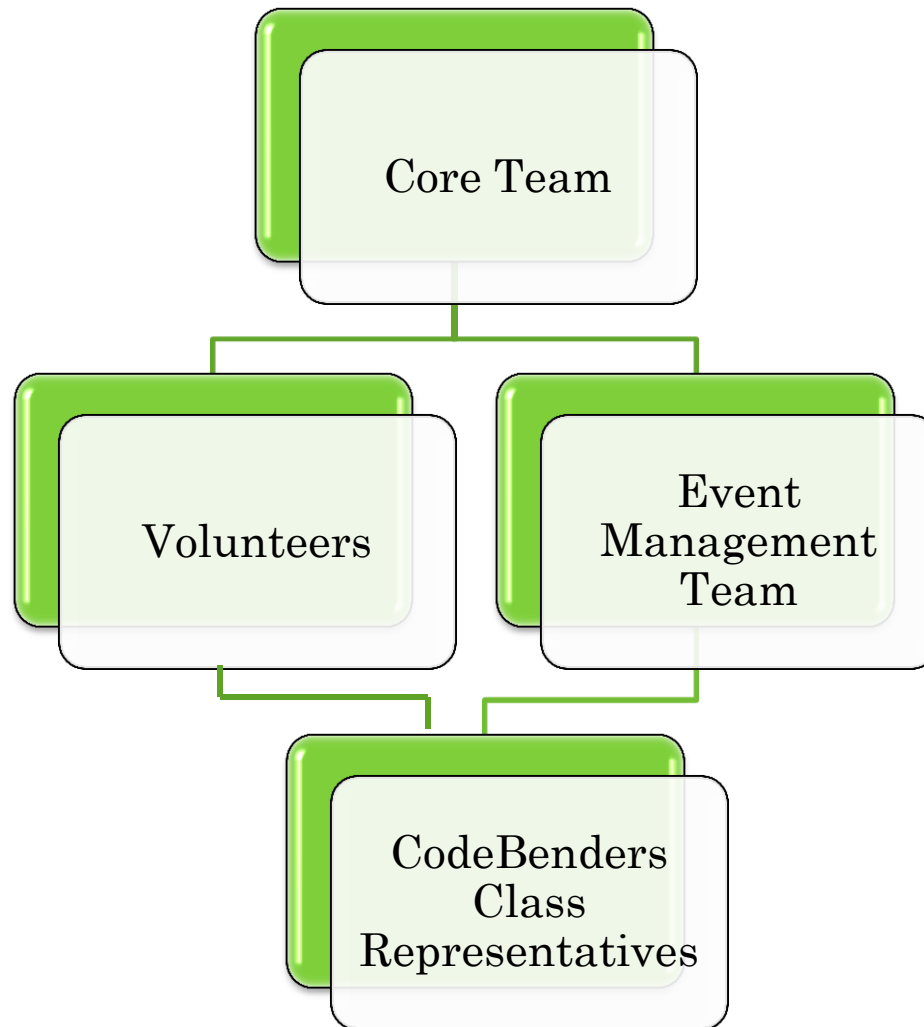 Core Team
Volunteers
Event
Management
Team
CodeBenders
Class
Representatives